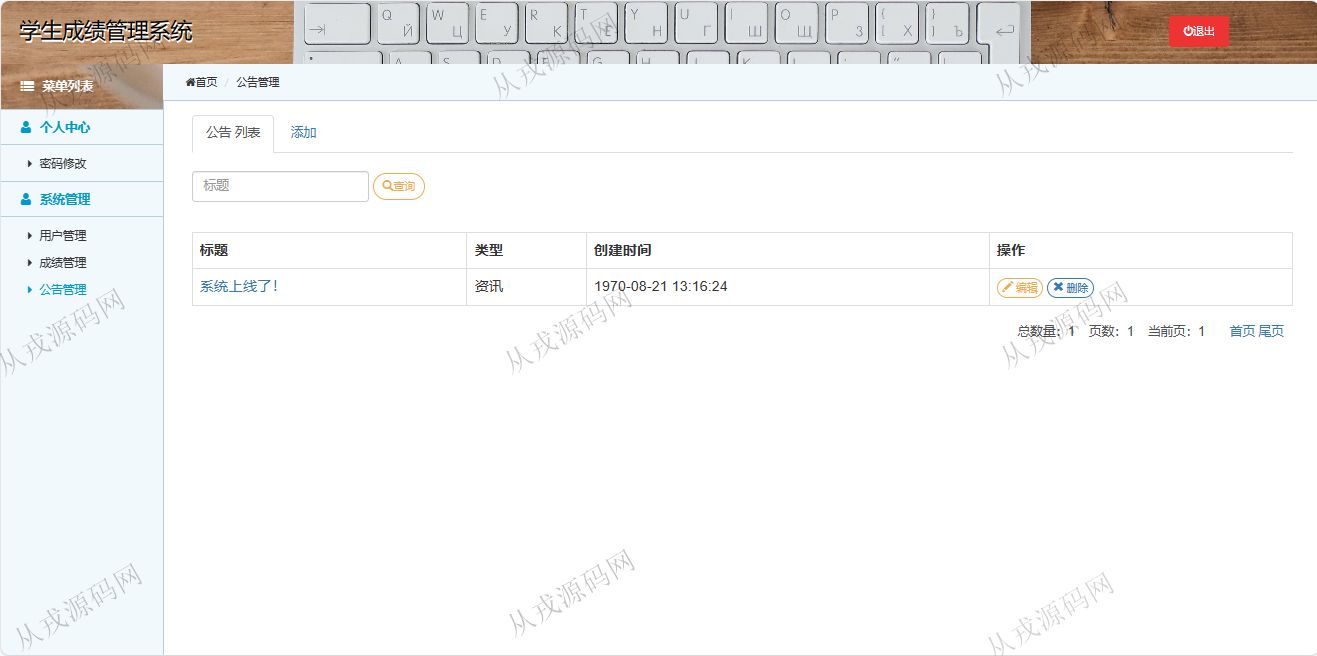 学生成绩管理系统
Q Й W Ц E У R К T Е Y Н U Г I Ш O Щ P З { [ Х } ] Ъ
退出
菜单列表
首页 / 公告管理
个人中心
密码修改
系统管理
用户管理
成绩管理
公告管理
公告 列表 添加
标题 查询
标题 类型 创建时间 操作
系统上线了! 资讯 1970-08-21 13:16:24 编辑 删除
总数量: 1 页数: 1 当前页: 1 首页 尾页
从戎源码网
从戎源码网
从戎源码网
从戎源码网
从戎源码网
从戎源码网
从戎源码网
从戎源码网
从戎源码网